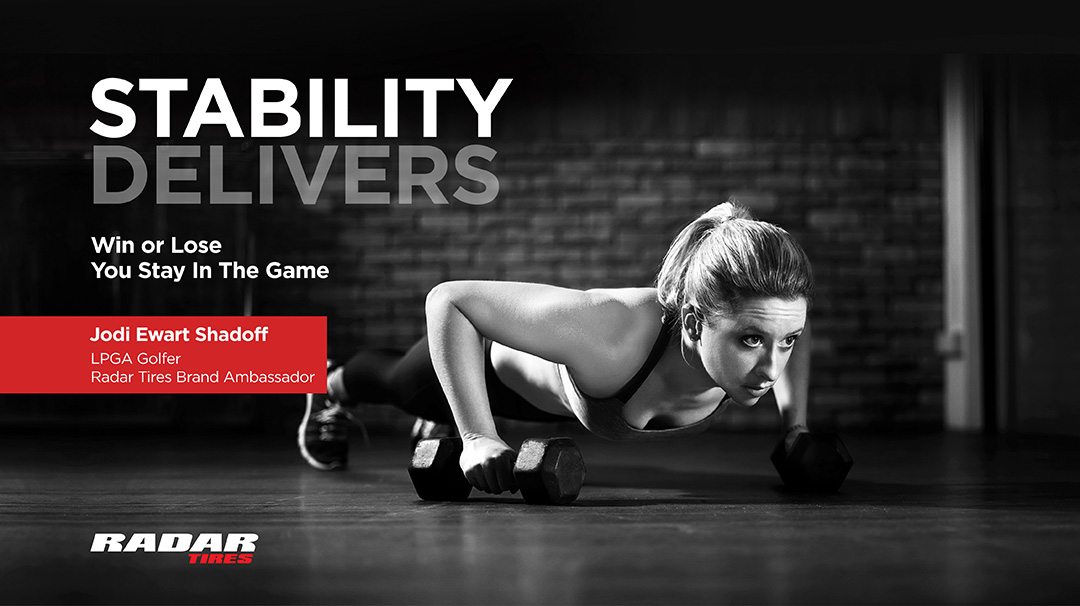 STABILITY
DELIVERS
Win or Lose
You Stay In The Game
Jodi Ewart Shadoff
LPGA Golfer
Radar Tires Brand Ambassador
RADAR
TIRES